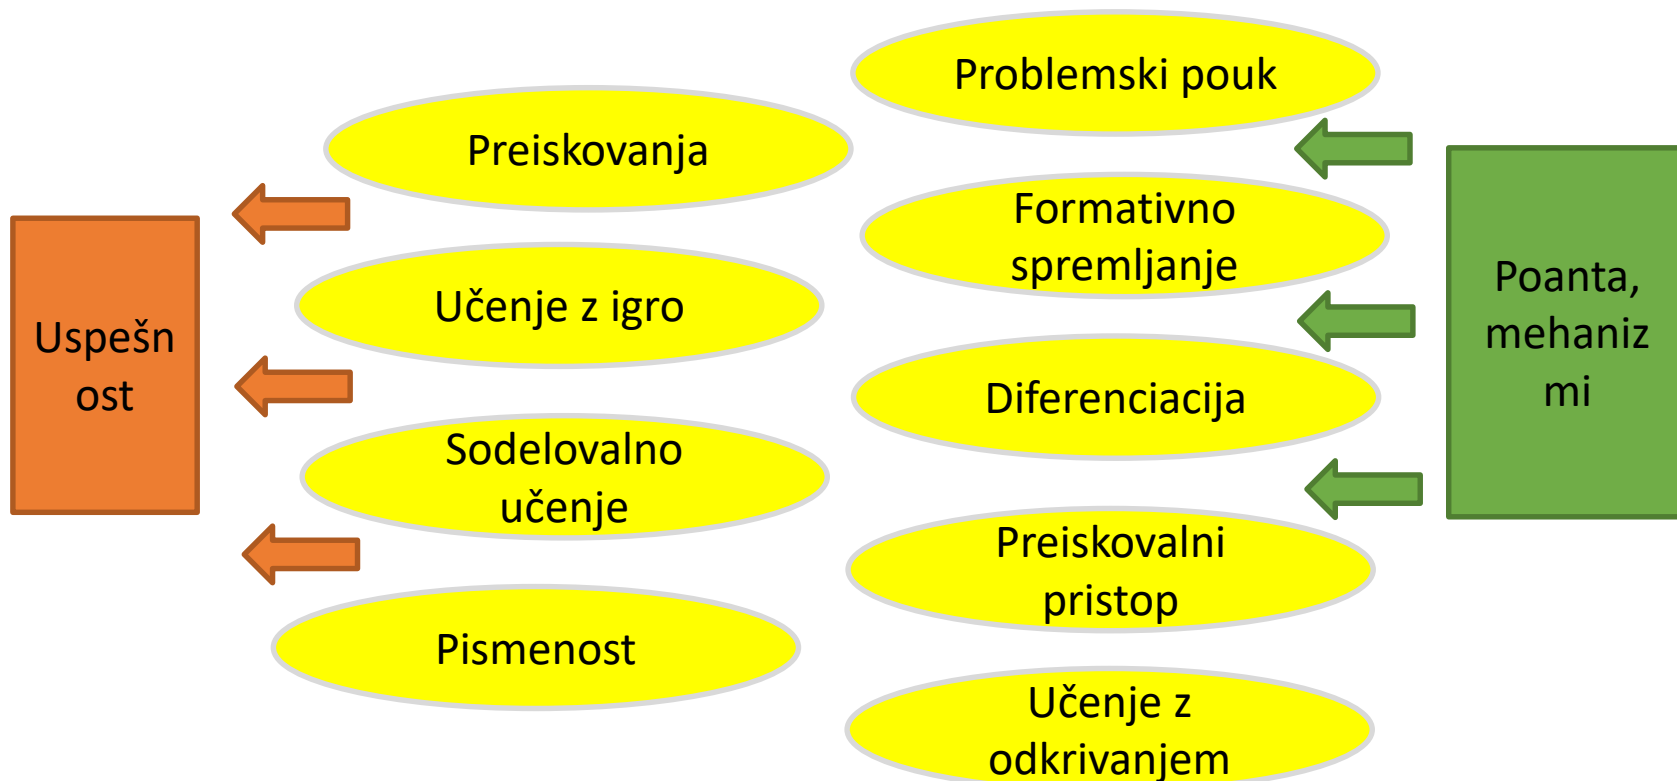 Problemski pouk
Preiskovanja
Formativno
spremljanje
Učenje z igro
Poanta,
mehaniz
mi
Uspešn
ost
Diferenciacija
Sodelovalno
učenje
Preiskovalni
pristop
Pismenost
Učenje z
odkrivanjem